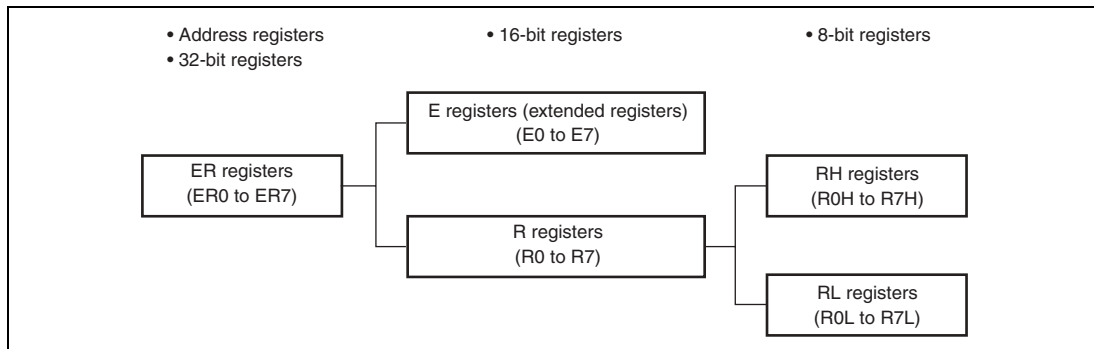 • Address registers
• 32-bit registers
• 16-bit registers
• 8-bit registers
E registers (extended registers)
(E0 to E7)
ER registers
(ER0 to ER7)
RH registers
(R0H to R7H)
R registers
(R0 to R7)
RL registers
(R0L to R7L)